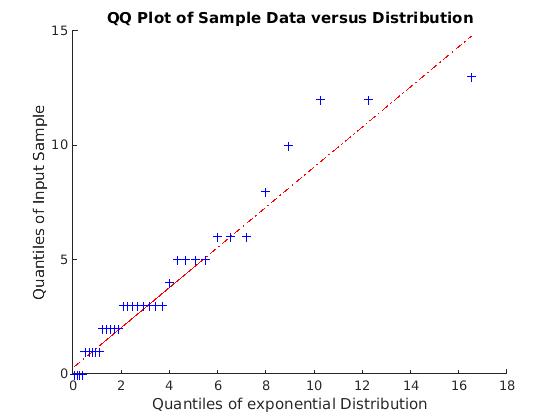 QQ Plot of Sample Data versus Distribution
15
10
5
0
Quantiles of Input Sample
0 2 4 6 8 10 12 14 16 18
Quantiles of exponential Distribution